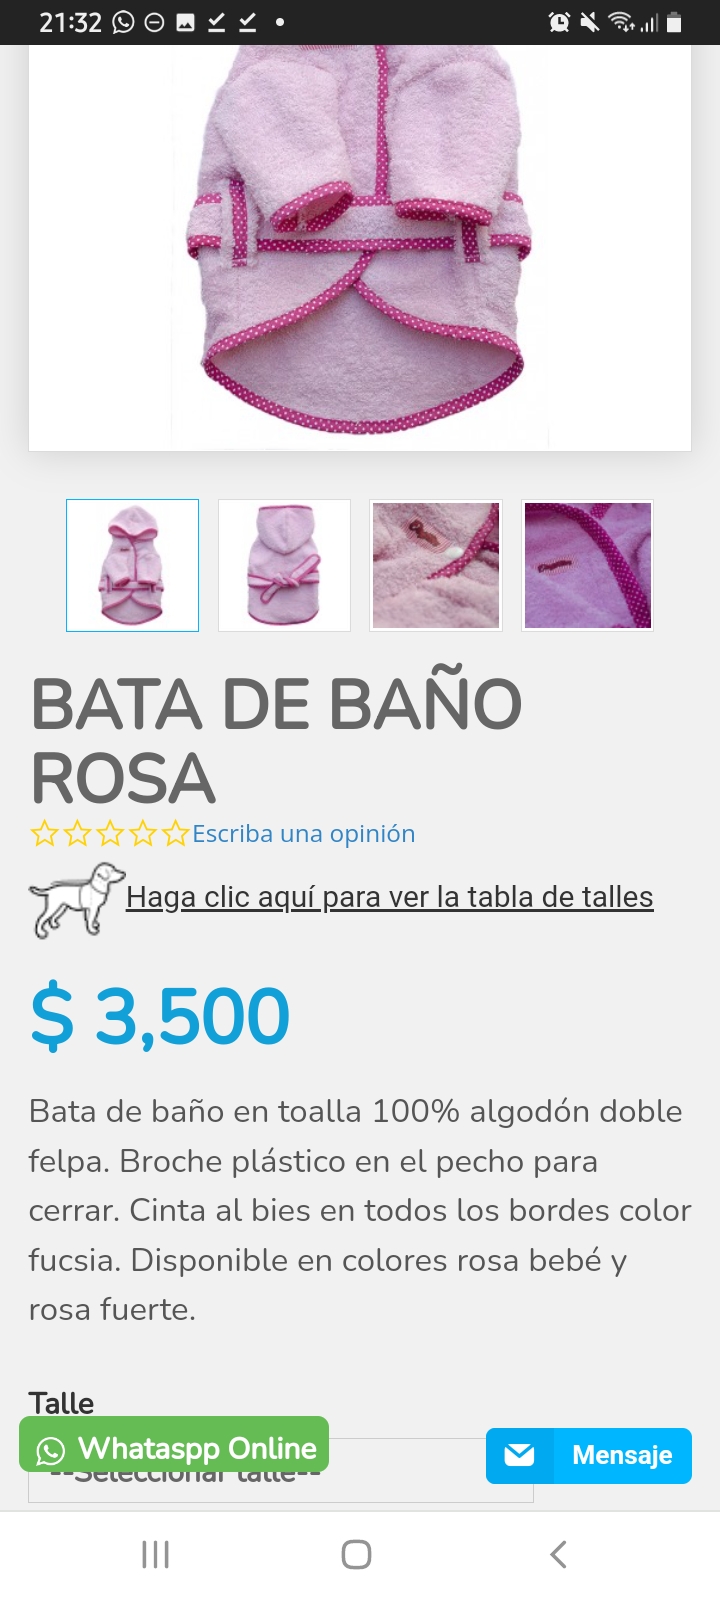 21:32
BATA DE BAÑO
ROSA
Escriba una opinión
Haga clic aquí para ver la tabla de talles
$ 3,500
Bata de baño en toalla 100% algodón doble
felpa. Broche plástico en el pecho para
cerrar. Cinta al bies en todos los bordes color
fucsia. Disponible en colores rosa bebé y
rosa fuerte.
Talle
Whataspp Online
--Seleccionar talle--
Mensaje